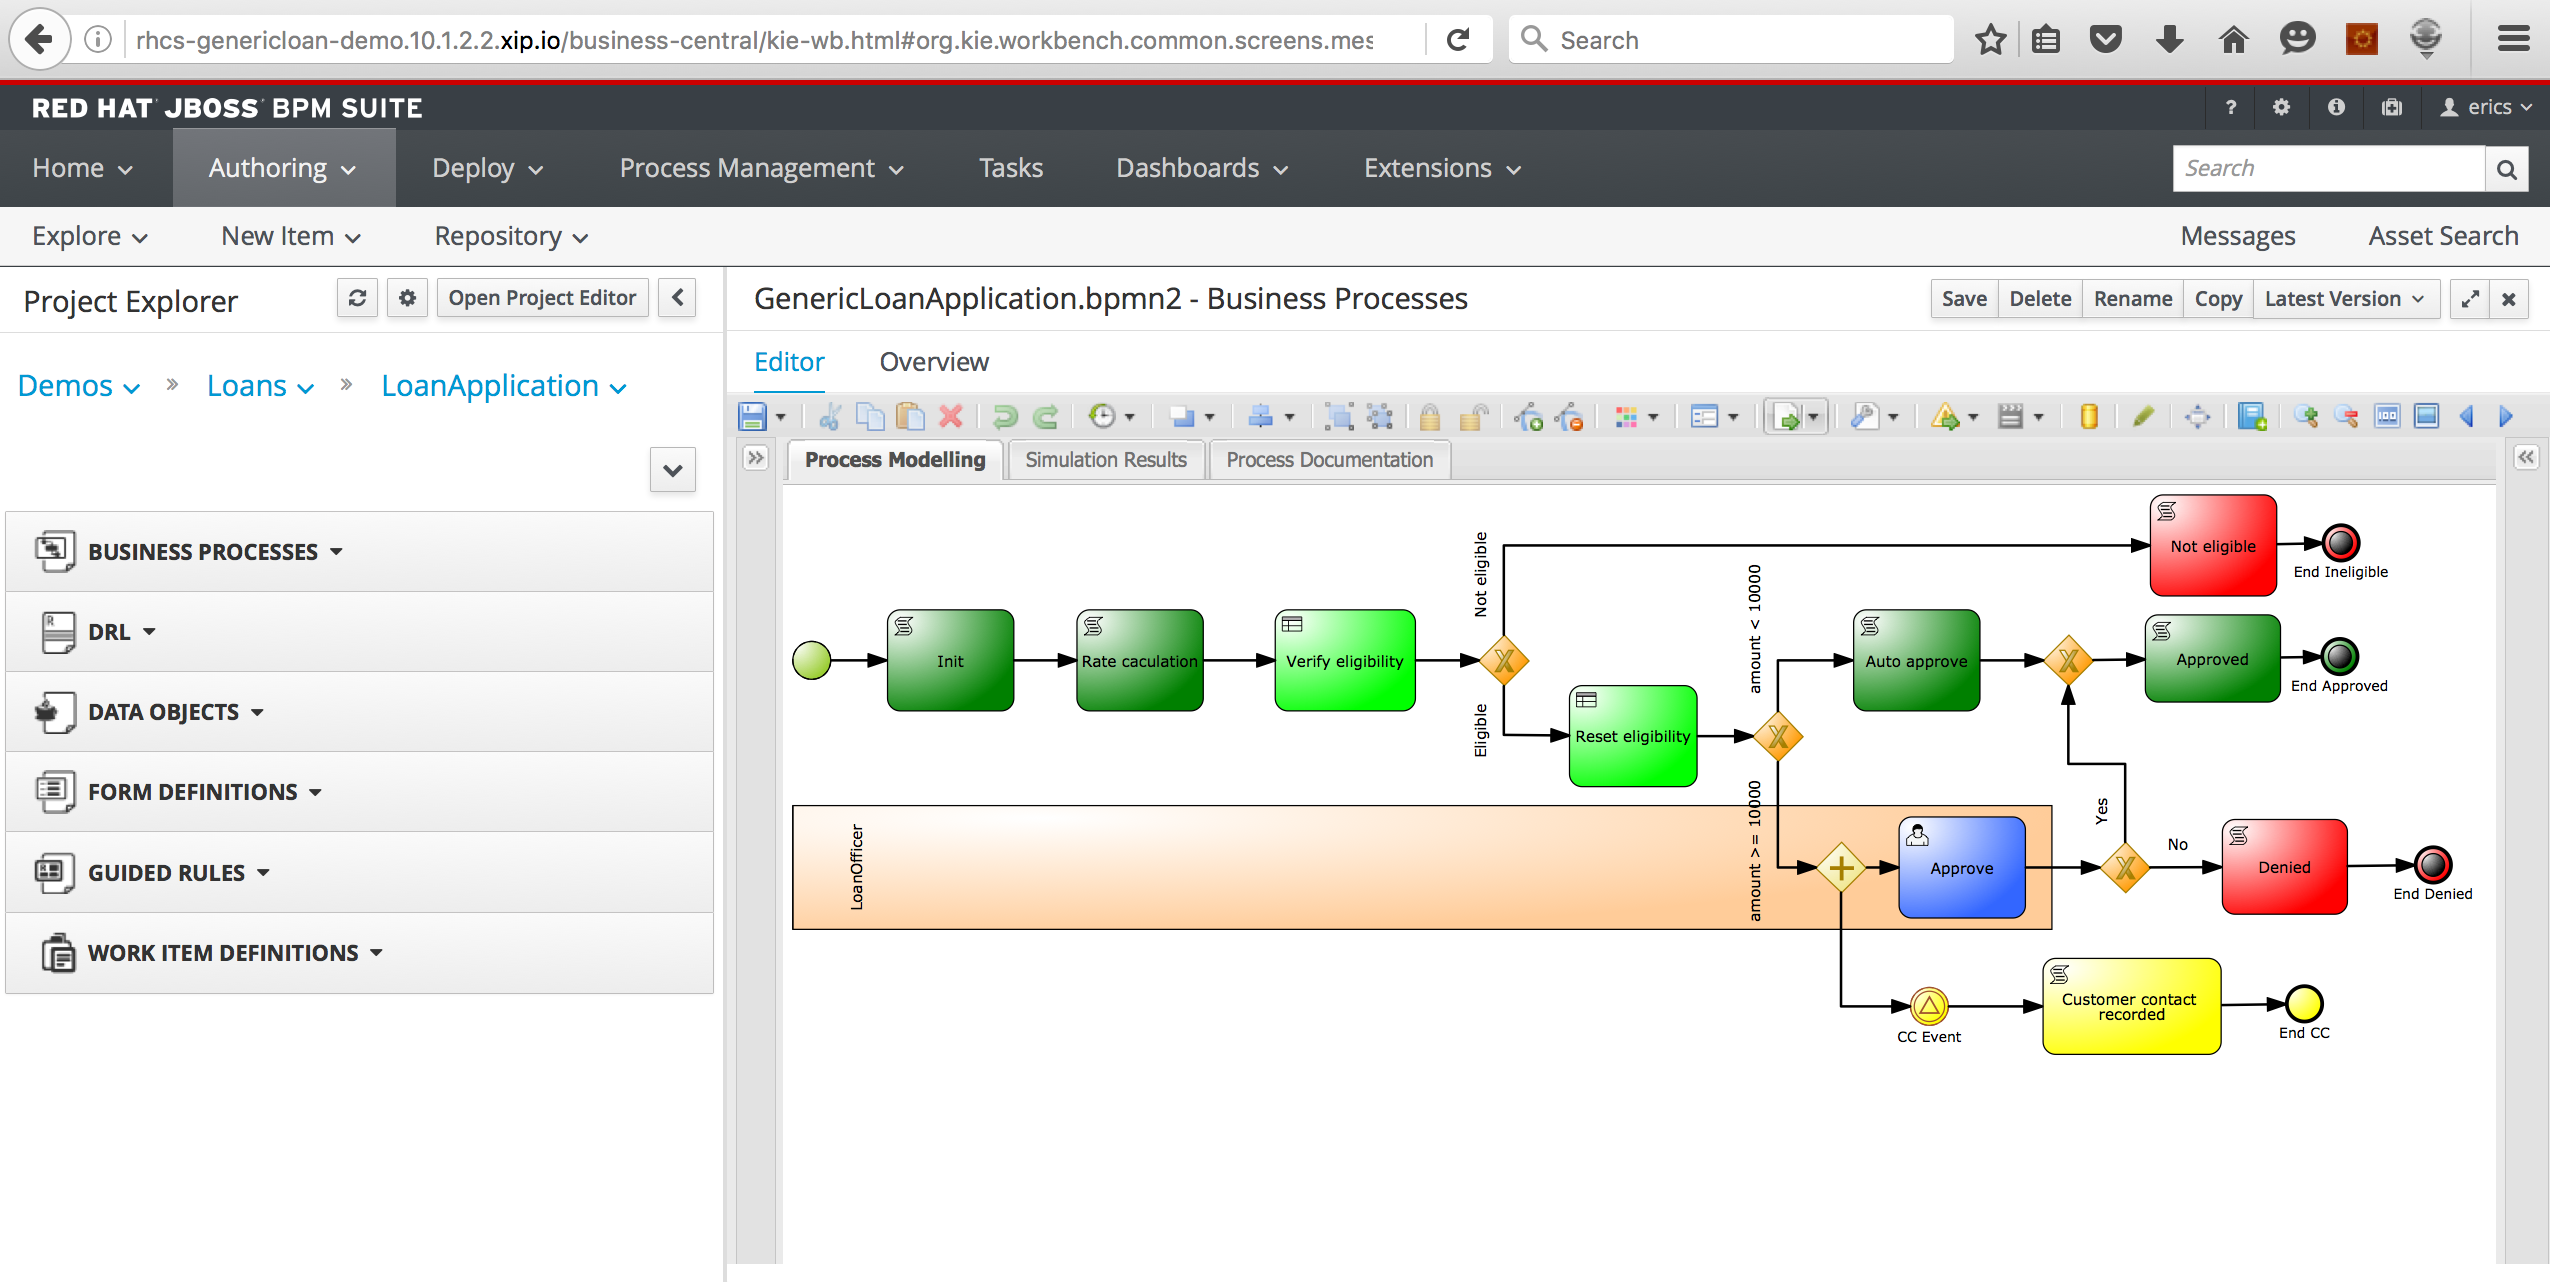 rhcs-genericloan-demo.10.1.2.2.xip.io/business-central/kie-wb.html#org.kie.workbench.common.screens.mes
Search
RED HAT JBOSS BPM SUITE
? erics
Home Authoring Deploy Process Management Tasks Dashboards Extensions Search
Explore New Item Repository Messages Asset Search
Project Explorer Open Project Editor
GenericLoanApplication.bpmn2 - Business Processes Save Delete Rename Copy Latest Version
Editor Overview
Demos » Loans » LoanApplication
Process Modelling Simulation Results Process Documentation
BUSINESS PROCESSES
DRL
DATA OBJECTS
FORM DEFINITIONS
GUIDED RULES
WORK ITEM DEFINITIONS
Not eligible
Not eligible
End Ineligible
amount < 10000
Init
Rate caculation
Verify eligibility
Auto approve
Approved
End Approved
Eligible
Reset eligibility
amount >= 10000
LoanOfficer
Approve
Yes
No
Denied
End Denied
CC Event
Customer contact
recorded
End CC